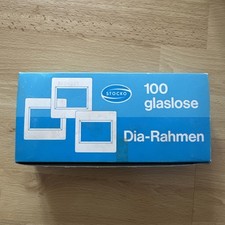 STOCKO
100
glaslose
Dia-Rahmen